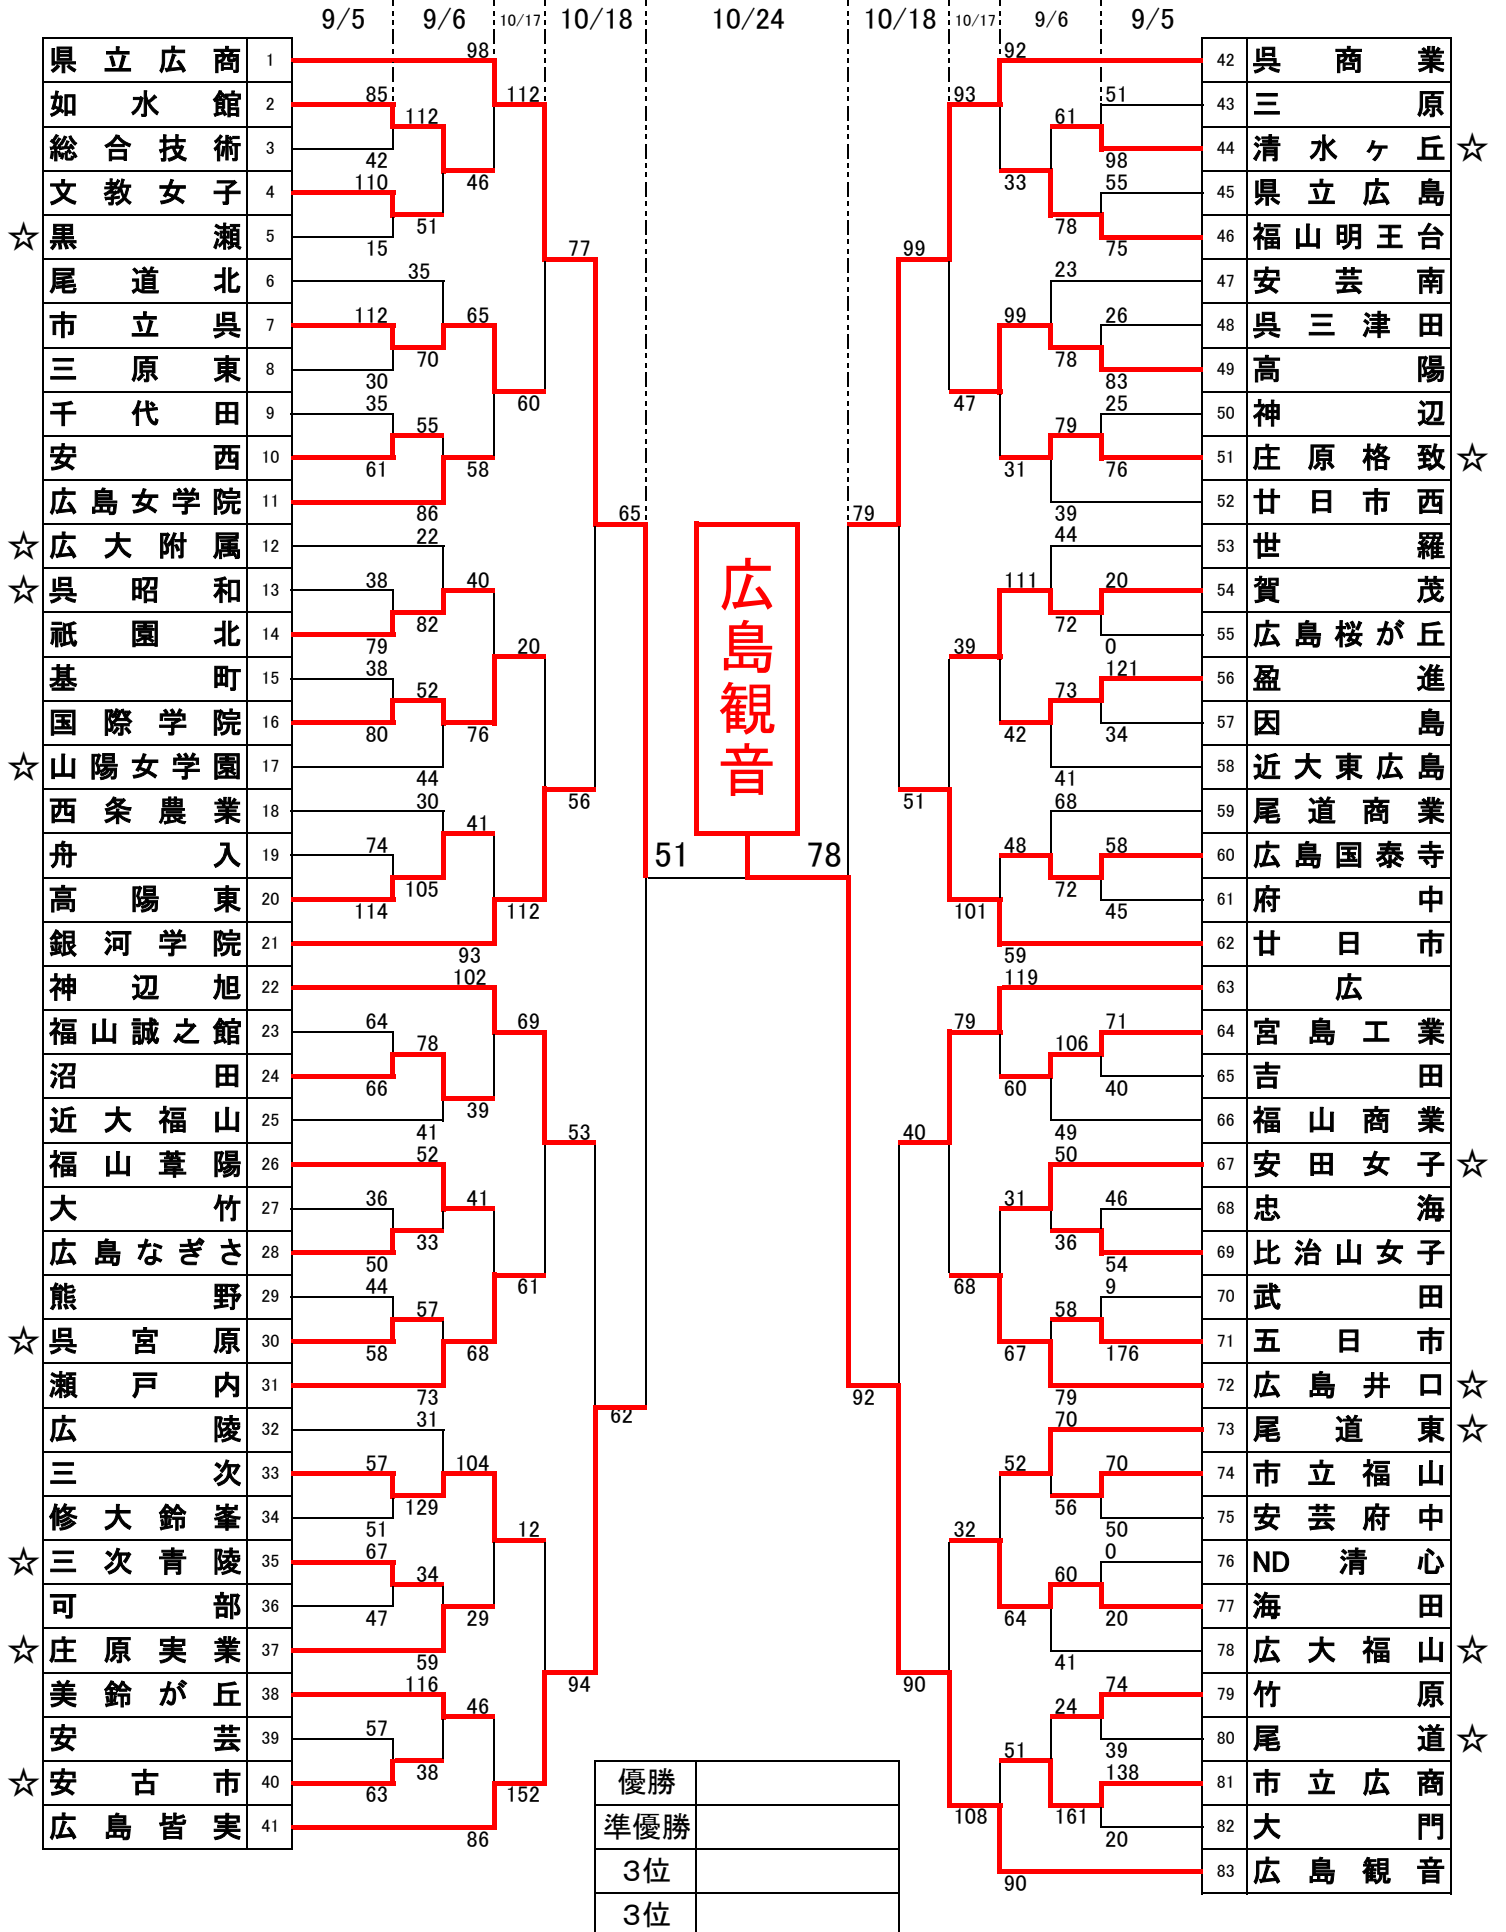 9/5 9/6 10/17 10/18 10/24 10/18 10/17 9/6 9/5
県立広商 1 98 92 42 呉商業
如水館 2 85 112 112 93 61 51 43 三原
総合技術 3 42 98 44 清水ヶ丘 ☆
文教女子 4 110 46 33 55 45 県立広島
☆ 黒瀬 5 15 51 77 99 78 75 46 福山明王台
尾道北 6 35 23 47 安芸南
市立呉 7 112 65 99 26 48 呉三津田
三原東 8 30 70 78 83 49 高陽
千代田 9 35 55 60 47 79 25 50 神辺
安西 10 61 58 31 76 51 庄原格致 ☆
広島女学院 11 86 65 79 39 52 廿日市西
☆ 広大附属 12 22 44 53 世羅
☆ 呉昭和 13 38 40 111 20 54 賀茂
祇園北 14 79 82 20 39 72 0 55 広島桜が丘
基町 15 38 52 73 121 56 盈進
国際学院 16 80 76 42 34 57 因島
☆ 山陽女学園 17 44 41 58 近大東広島
西条農業 18 30 41 56 51 68 59 尾道商業
舟入 19 74 51 78 48 58 60 広島国泰寺
高陽東 20 114 105 112 101 72 45 61 府中
銀河学院 21 93 59 62 廿日市
神辺旭 22 102 119 63 広
福山誠之館 23 64 78 69 79 106 71 64 宮島工業
沼田 24 66 60 40 65 吉田
近大福山 25 41 39 53 40 49 66 福山商業
福山葦陽 26 52 50 67 安田女子 ☆
大竹 27 36 41 31 46 68 忠海
広島なぎさ 28 50 33 36 54 69 比治山女子
熊野 29 44 57 61 68 58 9 70 武田
☆ 呉宮原 30 58 68 67 176 71 五日市
瀬戸内 31 73 62 92 79 72 広島井口 ☆
広陵 32 31 70 73 尾道東 ☆
三次 33 57 104 52 70 74 市立福山
修大鈴峯 34 51 129 12 32 56 50 75 安芸府中
☆ 三次青陵 35 67 34 60 0 76 ND清心
可部 36 47 29 64 20 77 海田
☆ 庄原実業 37 59 41 78 広大福山 ☆
美鈴が丘 38 116 46 94 90 24 74 79 竹原
安芸 39 57 51 39 80 尾道 ☆
☆ 安古市 40 63 38 152 108 161 138 81 市立広商
広島皆実 41 86 20 82 大門
90 83 広島観音
広島観音
優勝
準優勝
3位
3位